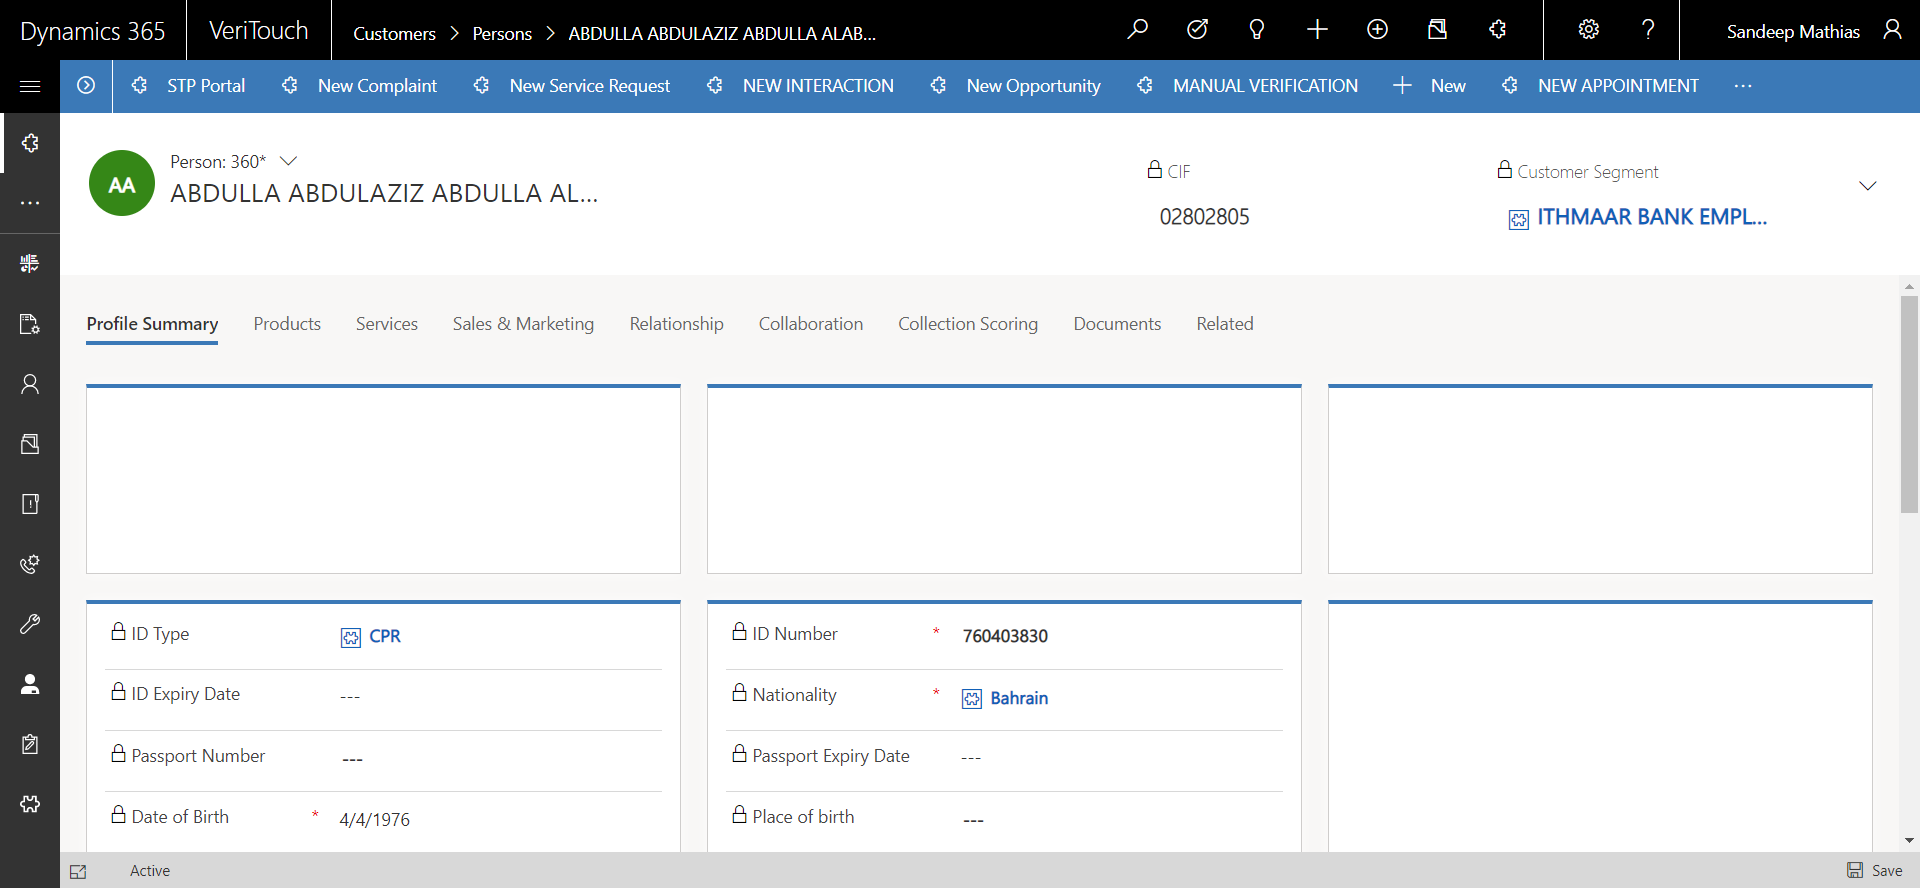 Dynamics 365
VeriTouch
Customers > Persons > ABDULLA ABDULAZIZ ABDULLA ALAB...
Sandeep Mathias
STP Portal
New Complaint
New Service Request
NEW INTERACTION
New Opportunity
MANUAL VERIFICATION
New
NEW APPOINTMENT
...
AA
Person: 360*
ABDULLA ABDULAZIZ ABDULLA AL...
CIF
02802805
Customer Segment
ITHMAAR BANK EMPL...
Profile Summary
Products
Services
Sales & Marketing
Relationship
Collaboration
Collection Scoring
Documents
Related
ID Type
CPR
ID Expiry Date
---
Passport Number
---
Date of Birth *
4/4/1976
ID Number *
760403830
Nationality *
Bahrain
Passport Expiry Date
---
Place of birth
---
Active
Save